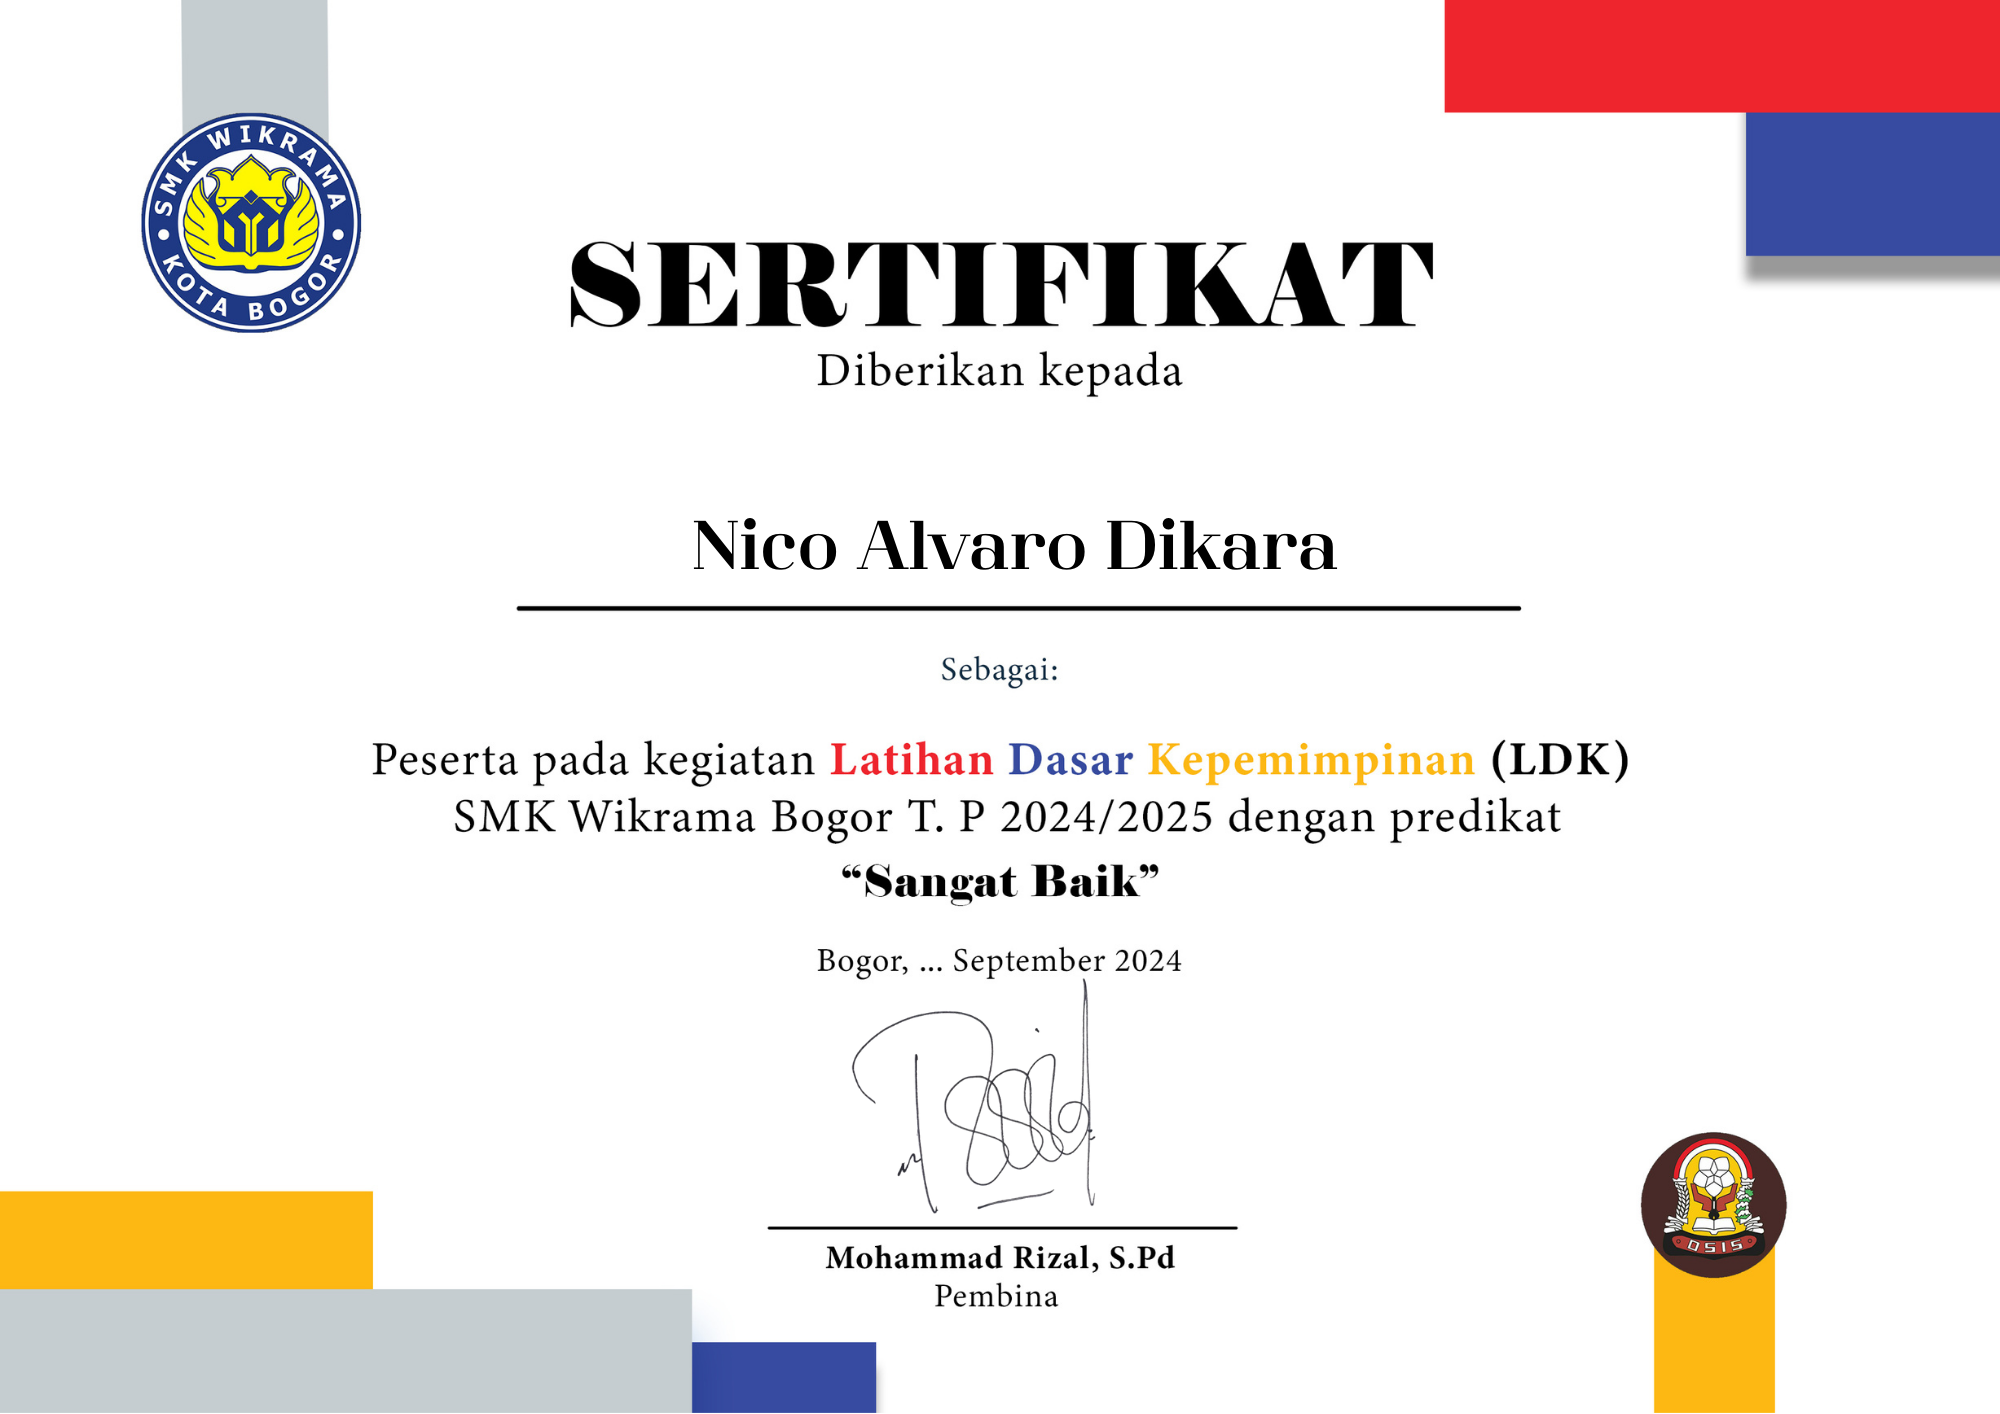 SMK WIKRAMA
KOTA BOGOR
SERTIFIKAT
Diberikan kepada
Nico Alvaro Dikara
Sebagai:
Peserta pada kegiatan Latihan Dasar Kepemimpinan (LDK)
SMK Wikrama Bogor T. P 2024/2025 dengan predikat
“Sangat Baik”
Bogor, ... September 2024
Mohammad Rizal, S.Pd
Pembina
OSIS